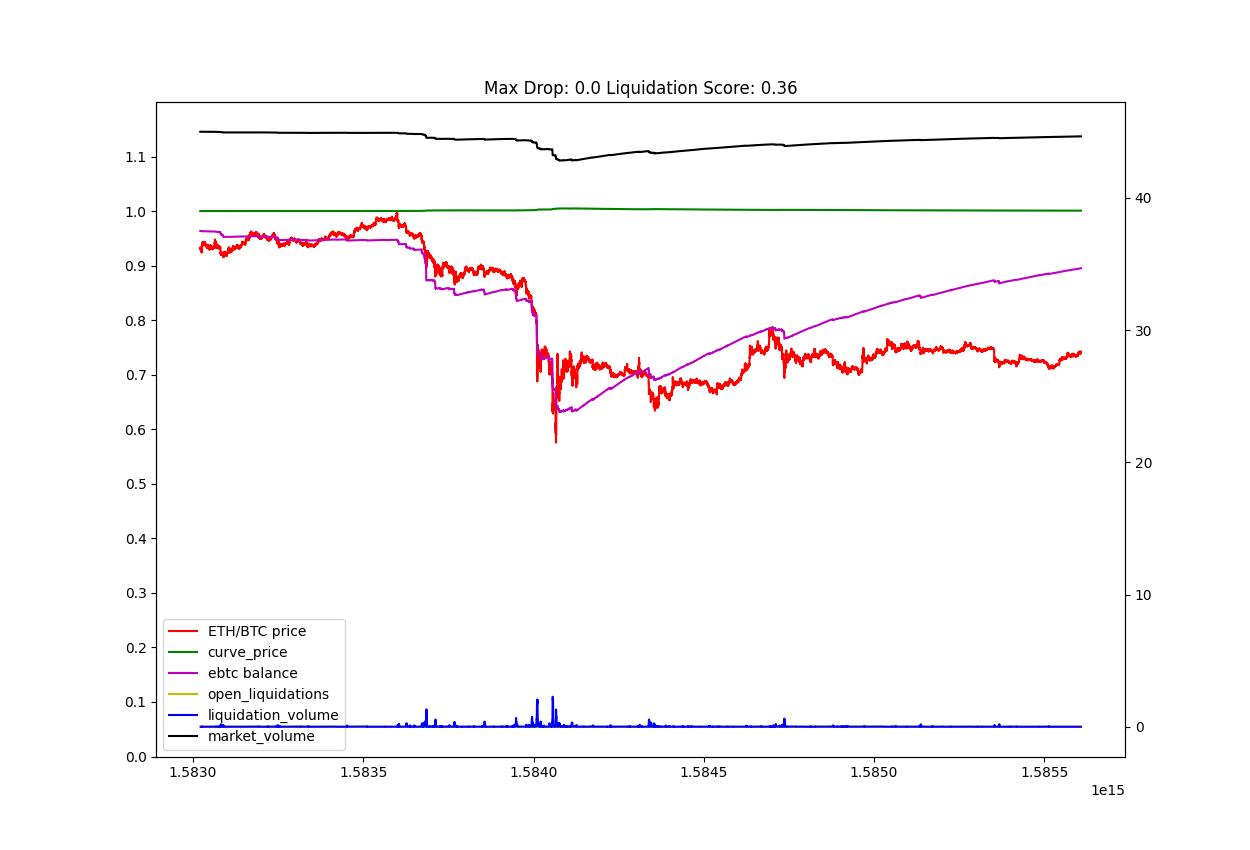 Max Drop: 0.0 Liquidation Score: 0.36
1.1
1.0
0.9
0.8
0.7
0.6
0.5
0.4
0.3
0.2
0.1
0.0
40
30
20
10
0
ETH/BTC price
curve_price
ebtc balance
open_liquidations
liquidation_volume
market_volume
1.5830 1.5835 1.5840 1.5845 1.5850 1.5855
1e15